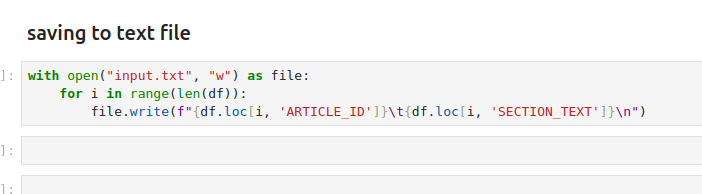 saving to text file
]: with open("input.txt", "w") as file:
for i in range(len(df)):
file.write(f"{df.loc[i, 'ARTICLE_ID']}\t{df.loc[i, 'SECTION_TEXT']}\n")
]:
]: